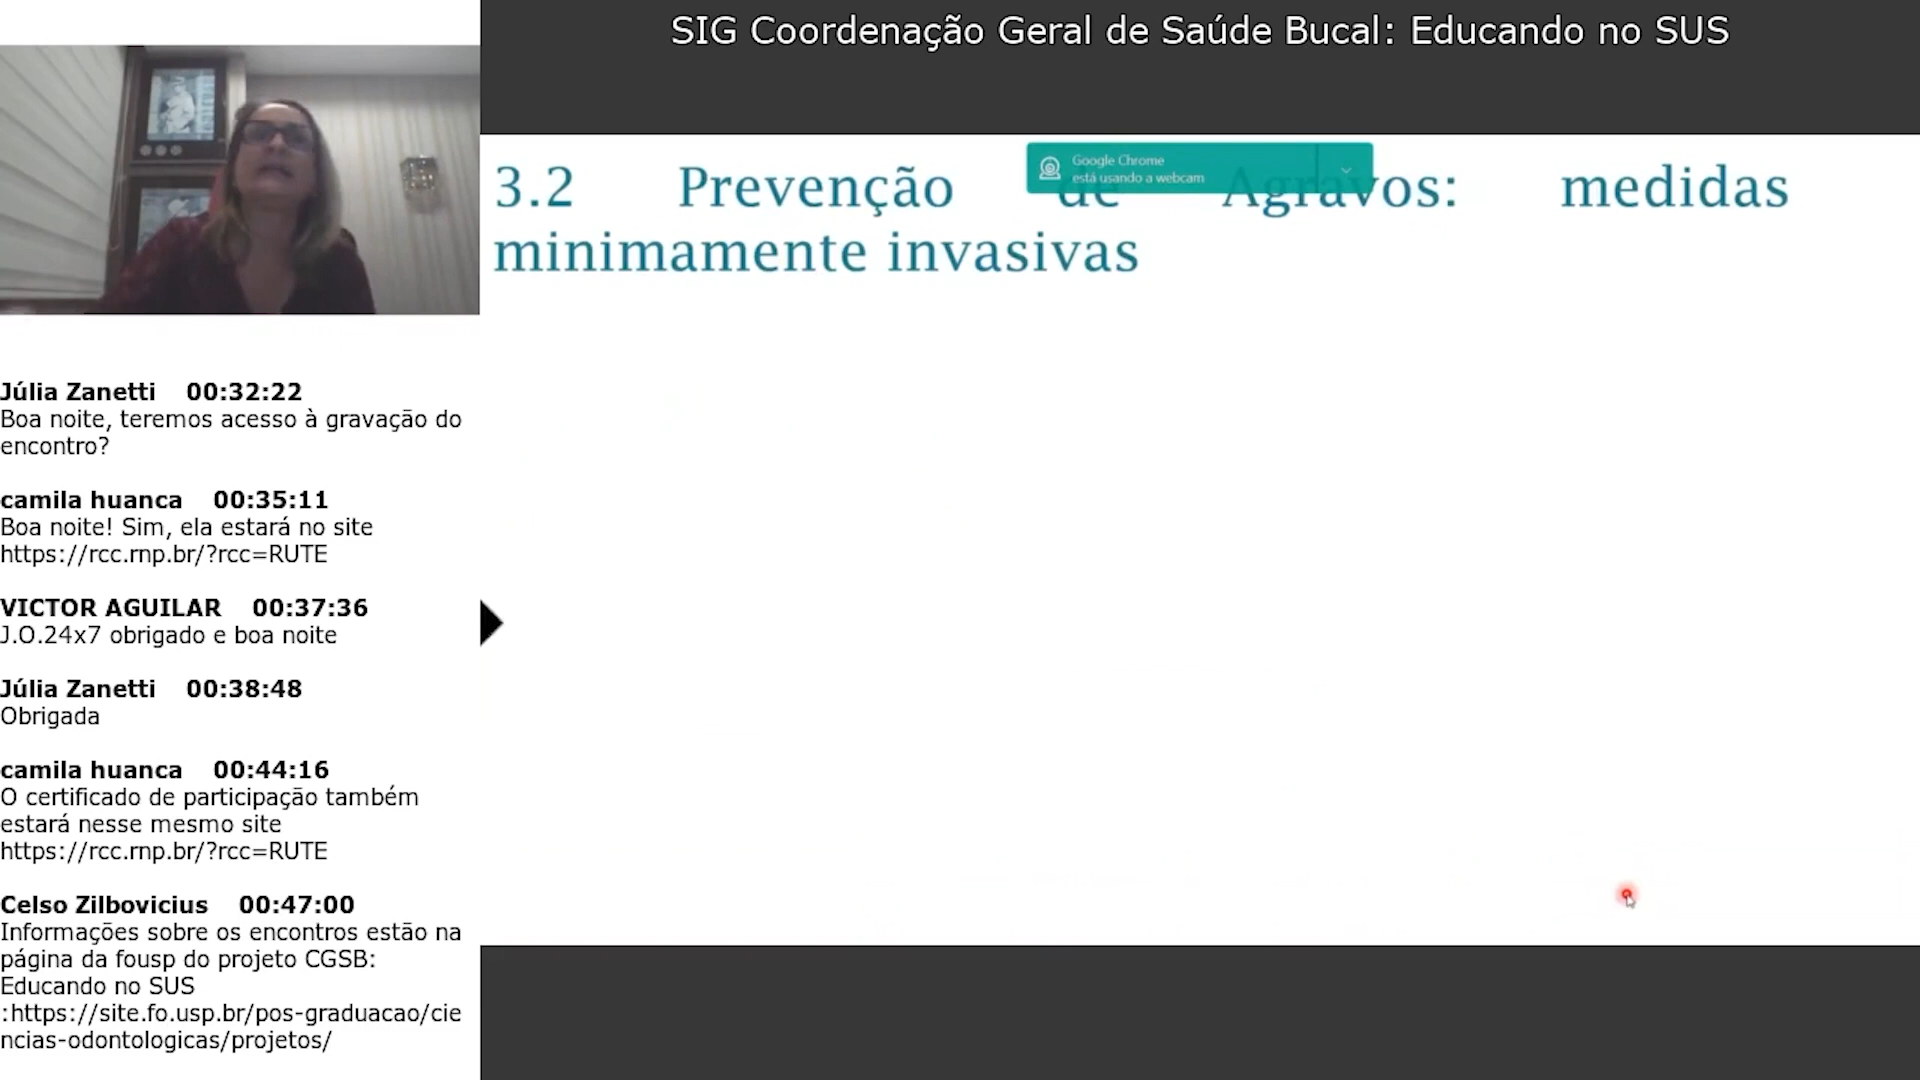 SIG Coordenação Geral de Saúde Bucal: Educando no SUS
3.2 Prevenção de Agravos: medidas
minimamente invasivas
Google Chrome
está usando a webcam
Júlia Zanetti 00:32:22
Boa noite, teremos acesso à gravação do
encontro?
camila huanca 00:35:11
Boa noite! Sim, ela estará no site
https://rcc.rnp.br/?rcc=RUTE
VICTOR AGUILAR 00:37:36
J.O.24x7 obrigado e boa noite
Júlia Zanetti 00:38:48
Obrigada
camila huanca 00:44:16
O certificado de participação também
estará nesse mesmo site
https://rcc.rnp.br/?rcc=RUTE
Celso Zilbovicius 00:47:00
Informações sobre os encontros estão na
página da fousp do projeto CGSB:
Educando no SUS
:https://site.fo.usp.br/pos-graduacao/cie
ncias-odontologicas/projetos/